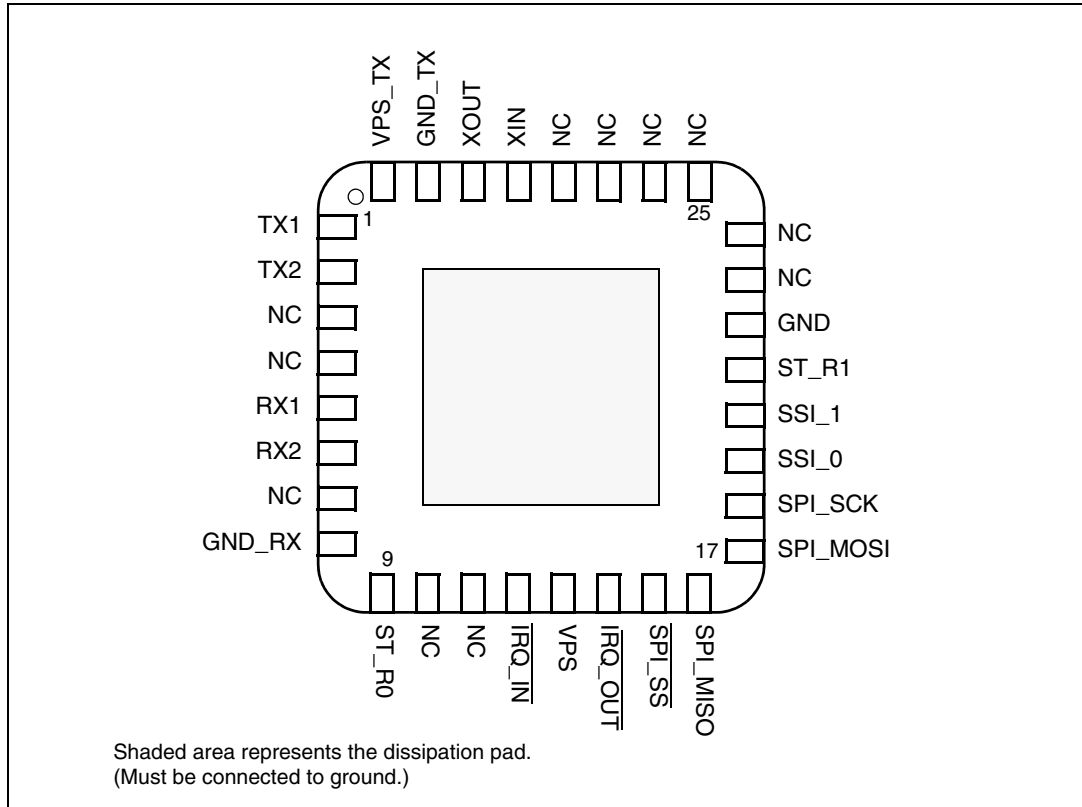 VPS_TX
GND_TX
XOUT
XIN
NC
NC
NC
NC
1
25
TX1
TX2
NC
NC
RX1
RX2
NC
GND_RX
NC
NC
GND
ST_R1
SSI_1
SSI_0
SPI_SCK
SPI_MOSI
9
17
ST_R0
NC
NC
IRQ_IN
VPS
IRQ_OUT
SPI_SS
SPI_MISO
Shaded area represents the dissipation pad.
(Must be connected to ground.)